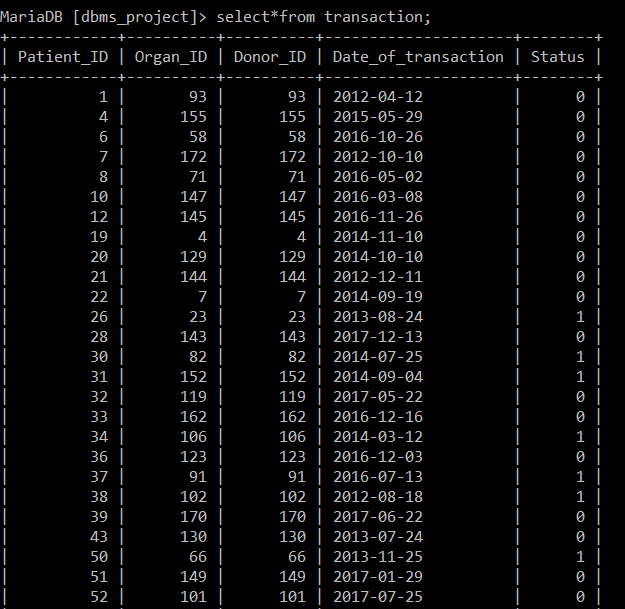 MariaDB [dbms_project]> select*from transaction;
+------------+----------+----------+---------------------+--------+
| Patient_ID | Organ_ID | Donor_ID | Date_of_transaction | Status |
+------------+----------+----------+---------------------+--------+
|          1 |       93 |       93 | 2012-04-12          |      0 |
|          4 |      155 |      155 | 2015-05-29          |      0 |
|          6 |       58 |       58 | 2016-10-26          |      0 |
|          7 |      172 |      172 | 2012-10-10          |      0 |
|          8 |       71 |       71 | 2016-05-02          |      0 |
|         10 |      147 |      147 | 2016-03-08          |      0 |
|         12 |      145 |      145 | 2016-11-26          |      0 |
|         19 |        4 |        4 | 2014-11-10          |      0 |
|         20 |      129 |      129 | 2014-10-10          |      0 |
|         21 |      144 |      144 | 2012-12-11          |      0 |
|         22 |        7 |        7 | 2014-09-19          |      0 |
|         26 |       23 |       23 | 2013-08-24          |      1 |
|         28 |      143 |      143 | 2017-12-13          |      0 |
|         30 |       82 |       82 | 2014-07-25          |      1 |
|         31 |      152 |      152 | 2014-09-04          |      1 |
|         32 |      119 |      119 | 2017-05-22          |      0 |
|         33 |      162 |      162 | 2016-12-16          |      0 |
|         34 |      106 |      106 | 2014-03-12          |      1 |
|         36 |      123 |      123 | 2016-12-03          |      0 |
|         37 |       91 |       91 | 2016-07-13          |      1 |
|         38 |      102 |      102 | 2012-08-18          |      1 |
|         39 |      170 |      170 | 2017-06-22          |      0 |
|         43 |      130 |      130 | 2013-07-24          |      0 |
|         50 |       66 |       66 | 2013-11-25          |      1 |
|         51 |      149 |      149 | 2017-01-29          |      0 |
|         52 |      101 |      101 | 2017-07-25          |      0 |